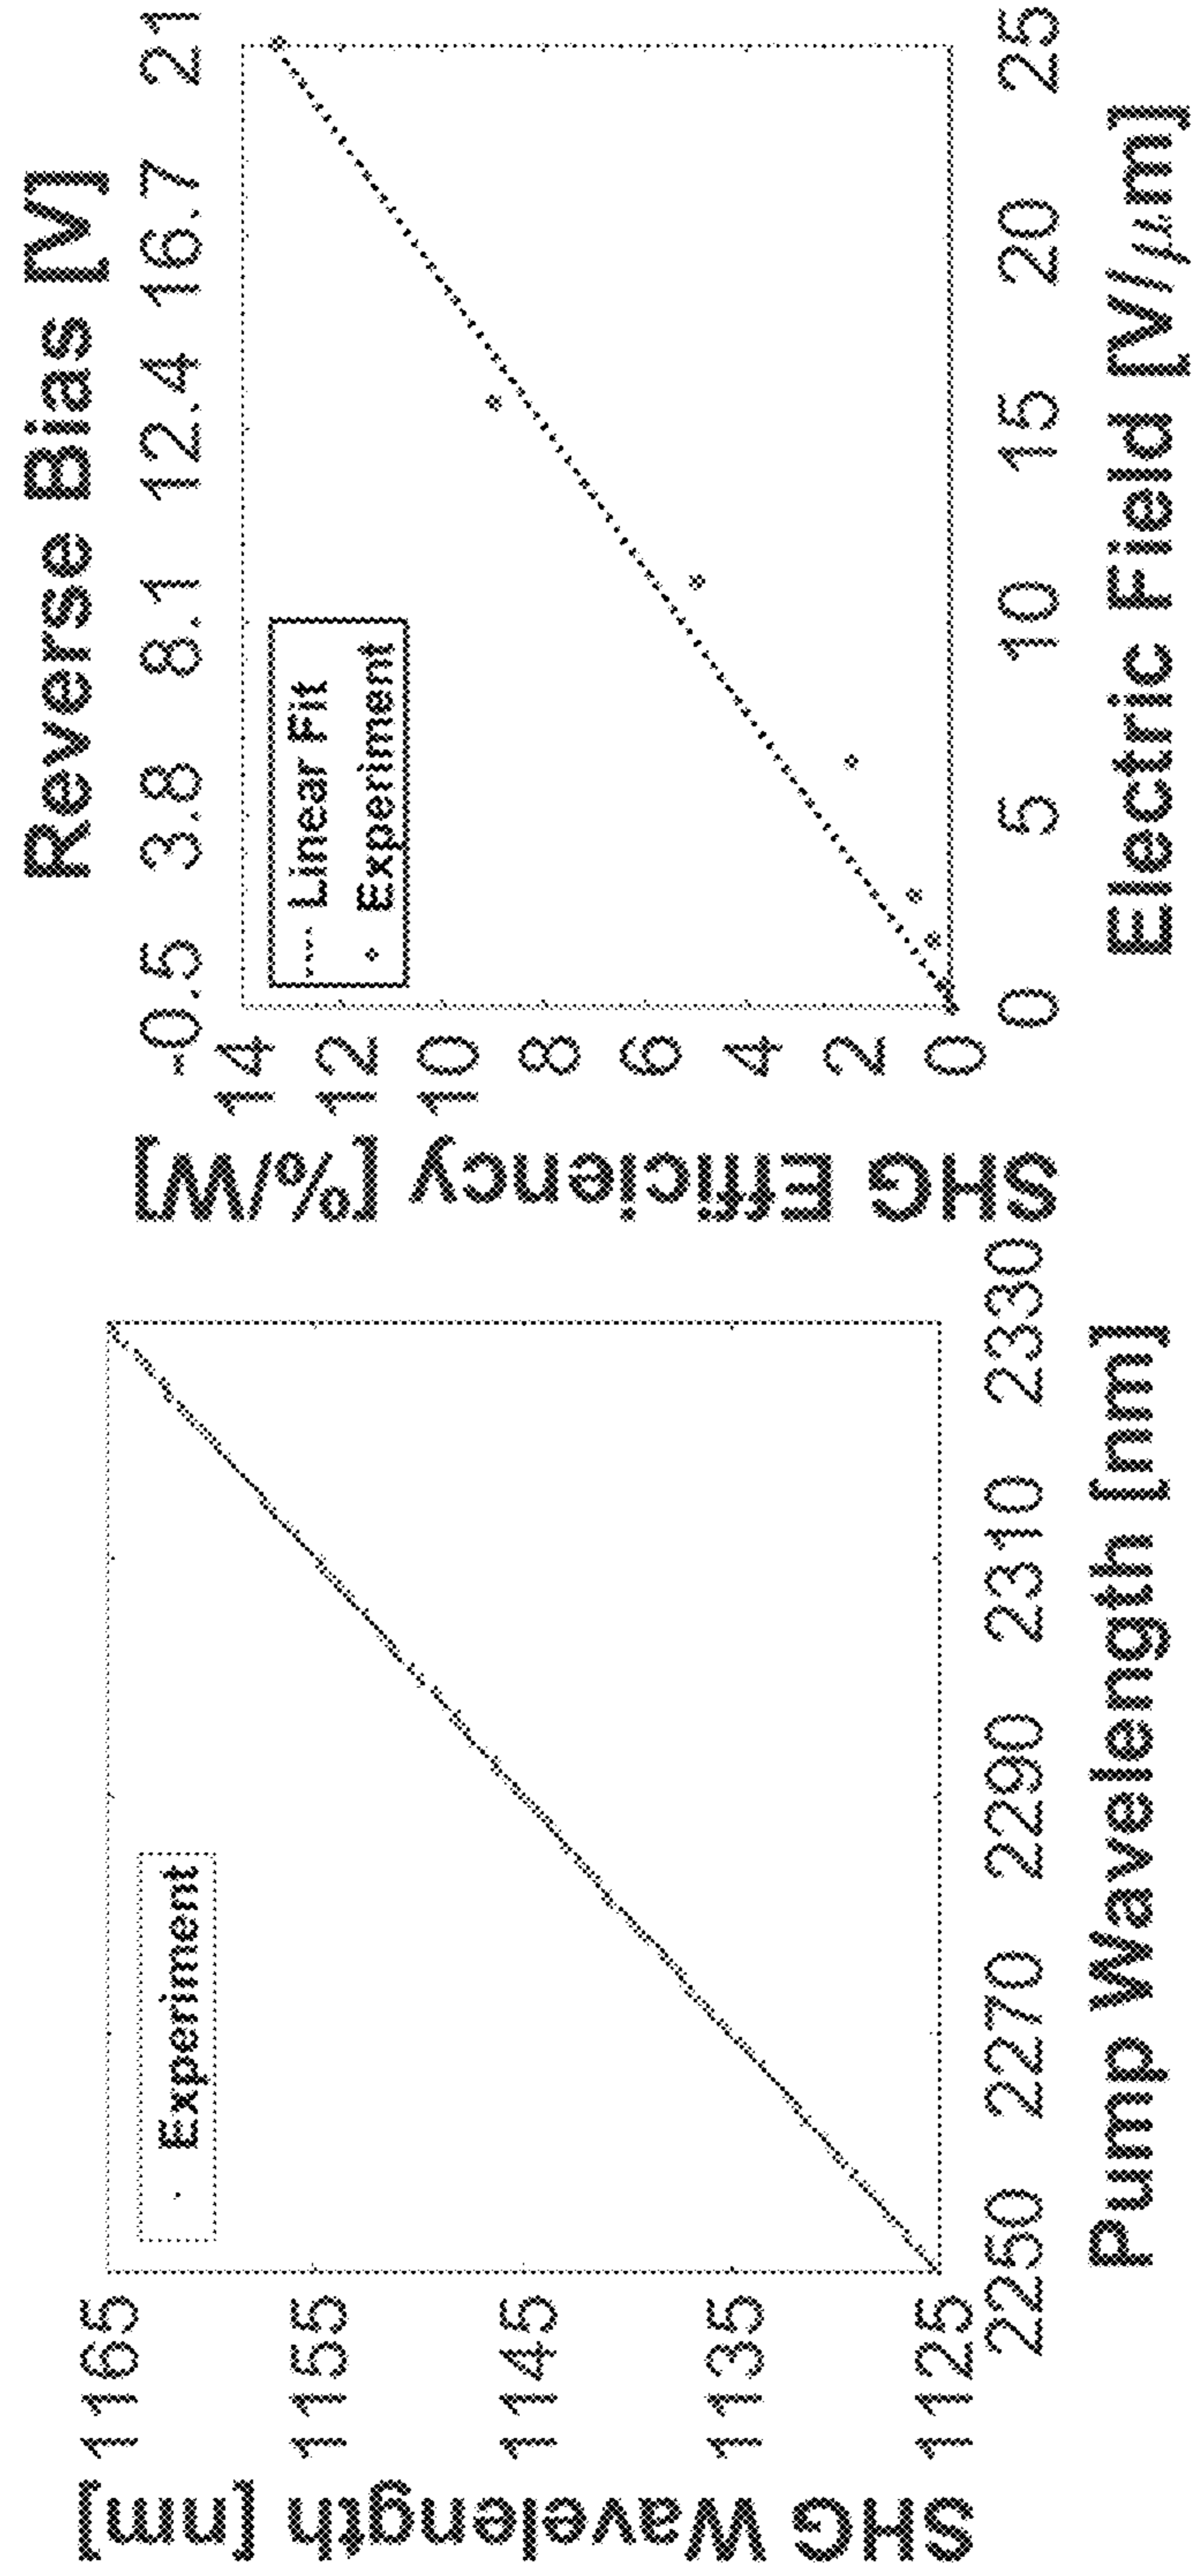 SHG Wavelength [nm]
1165
1155
1145
1135
1125
Experiment
2250 2270 2290 2310 2330
Pump Wavelength [nm]
Reverse Bias [V]
-0.5 3.8 8.1 12.4 16.7 21
SHG Efficiency [%/W]
14
12
10
8
6
4
2
0
Linear Fit
Experiment
0 5 10 15 20 25
Electric Field [V/μm]